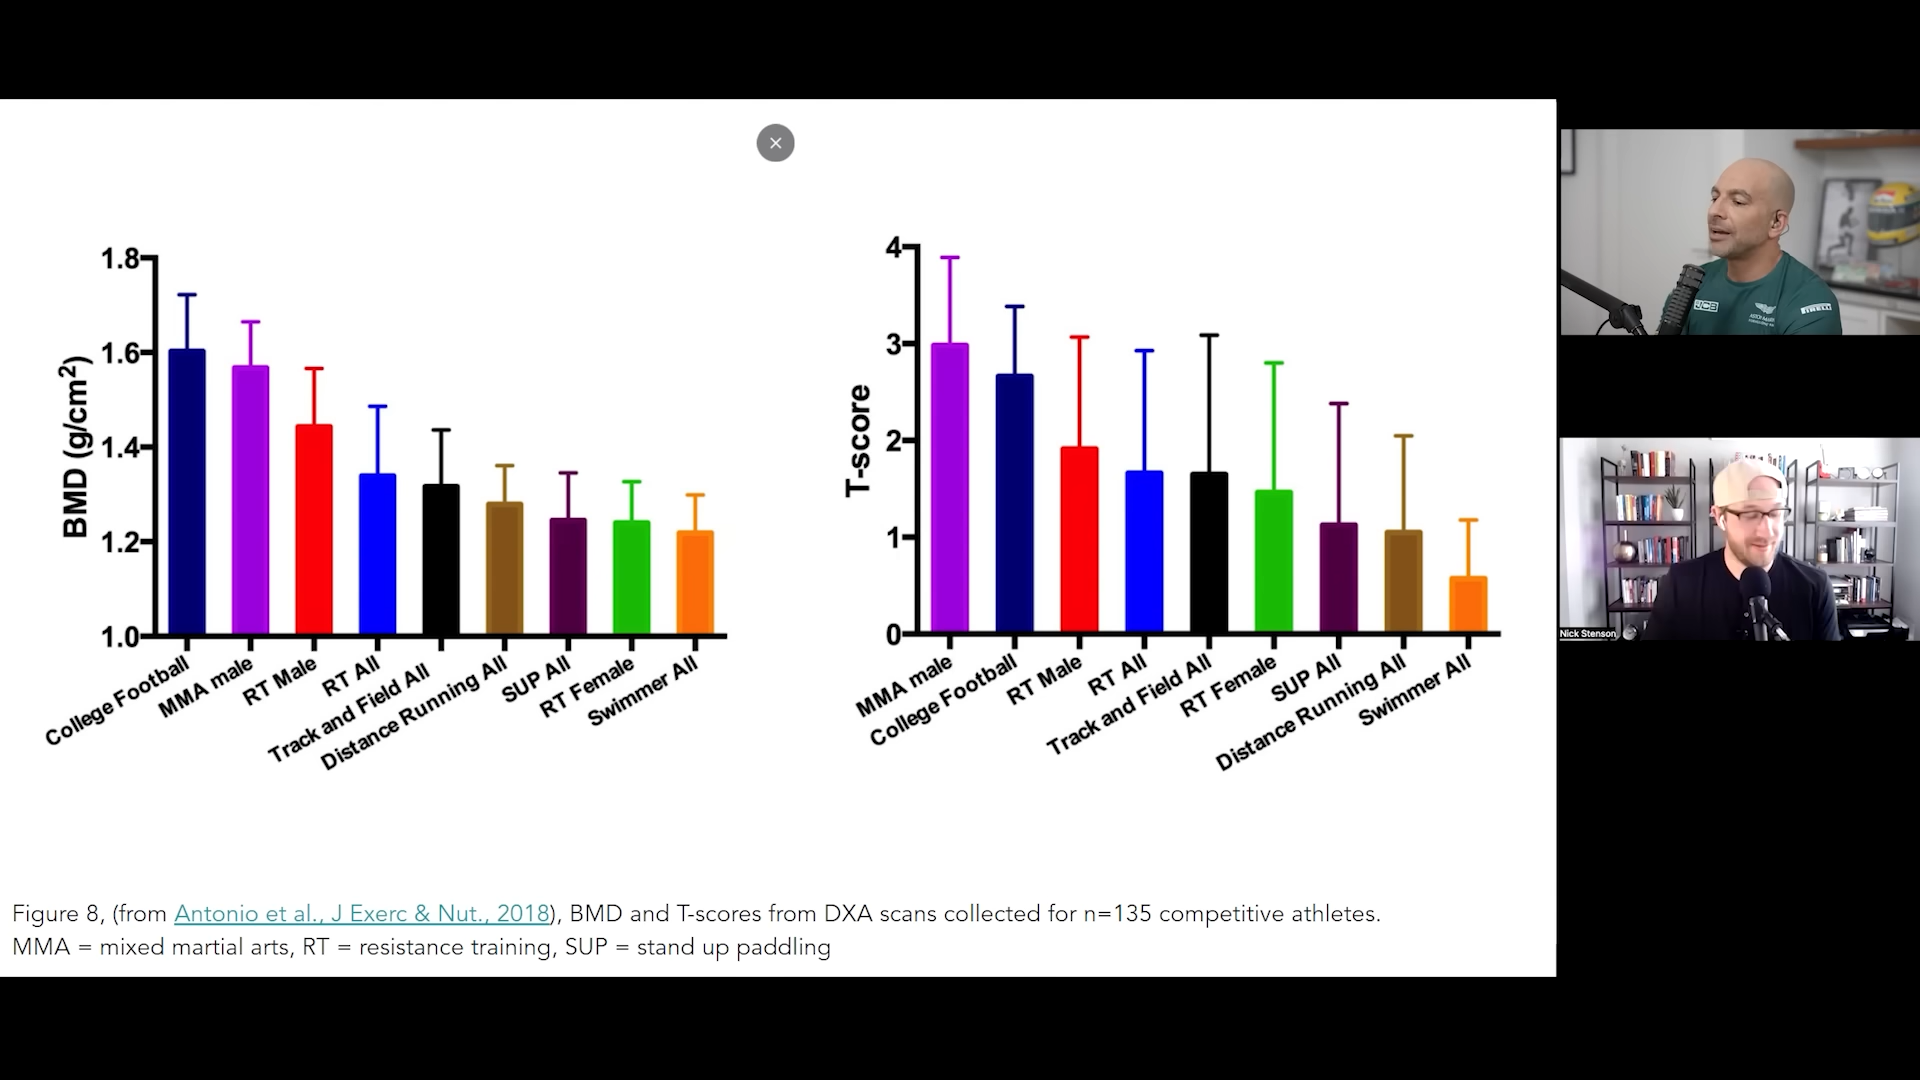 1.8
1.6
1.4
1.2
1.0
BMD (g/cm2)
College Football
MMA male
RT Male
RT All
Track and Field All
Distance Running All
SUP All
RT Female
Swimmer All
4
3
2
1
0
T-score
MMA male
College Football
RT Male
RT All
Track and Field All
RT Female
SUP All
Distance Running All
Swimmer All
Figure 8, (from Antonio et al., J Exerc & Nut., 2018), BMD and T-scores from DXA scans collected for n=135 competitive athletes.
MMA = mixed martial arts, RT = resistance training, SUP = stand up paddling
JCB
PIRELLI
Nick Stenson